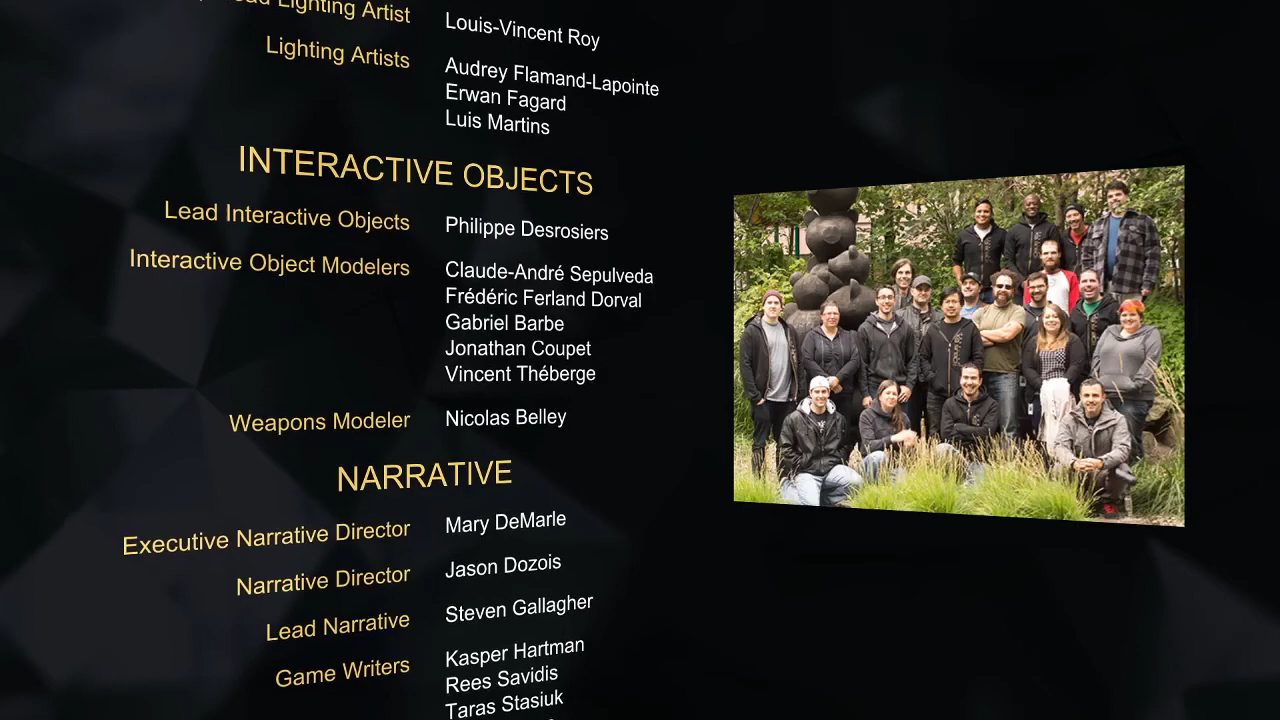 Lead Lighting Artist Louis-Vincent Roy
Lighting Artists Audrey Flamand-Lapointe
Erwan Fagard
Luis Martins
INTERACTIVE OBJECTS
Lead Interactive Objects Philippe Desrosiers
Interactive Object Modelers Claude-André Sepulveda
Frédéric Ferland Dorval
Gabriel Barbe
Jonathan Coupet
Vincent Théberge
Weapons Modeler Nicolas Belley
NARRATIVE
Executive Narrative Director Mary DeMarle
Narrative Director Jason Dozois
Lead Narrative Steven Gallagher
Game Writers Kasper Hartman
Rees Savidis
Taras Stasiuk